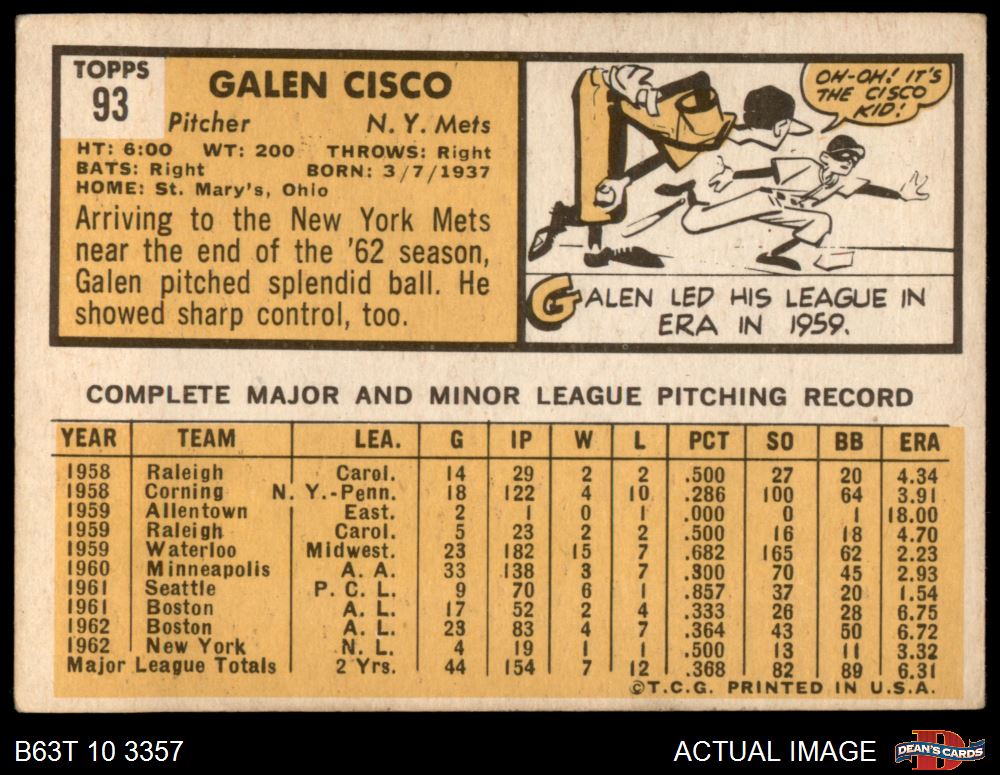 TOPPS
93
GALEN CISCO
Pitcher N. Y. Mets
HT: 6:00 WT: 200 THROWS: Right
BATS: Right BORN: 3/7/1937
HOME: St. Mary's, Ohio
Arriving to the New York Mets
near the end of the '62 season,
Galen pitched splendid ball. He
showed sharp control, too.
OH-OH! IT'S
THE CISCO
KID!
GALEN LED HIS LEAGUE IN
ERA IN 1959.
COMPLETE MAJOR AND MINOR LEAGUE PITCHING RECORD
YEAR TEAM LEA. G IP W L PCT SO BB ERA
1958 Raleigh Carol. 14 29 2 2 .500 27 20 4.34
1958 Corning N. Y.-Penn. 18 122 4 10 .286 100 64 3.91
1959 Allentown East. 2 1 0 1 .000 0 1 18.00
1959 Raleigh Carol. 5 23 2 2 .500 16 18 4.70
1959 Waterloo Midwest. 23 182 15 7 .682 165 62 2.23
1960 Minneapolis A. A. 33 138 3 7 .300 70 45 2.93
1961 Seattle P. C. L. 9 70 6 1 .857 37 20 1.54
1961 Boston A. L. 17 52 2 4 .333 26 28 6.75
1962 Boston A. L. 23 83 4 7 .364 43 50 6.72
1962 New York N. L. 4 19 1 1 .500 13 11 3.32
Major League Totals 2 Yrs. 44 154 7 12 .368 82 89 6.31
©T.C.G. PRINTED IN U.S.A.
B63T 10 3357 ACTUAL IMAGE
D
DEAN'S CARDS
C